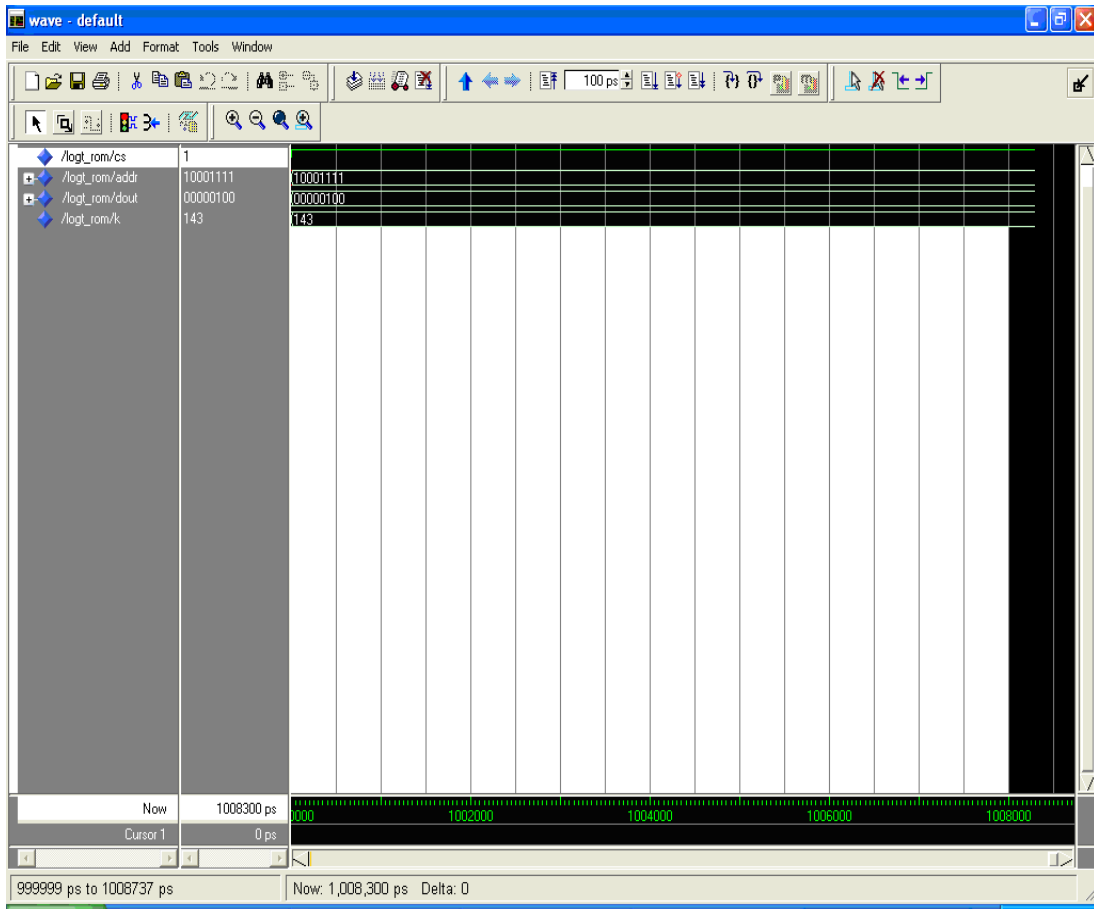 wave - default
File Edit View Add Format Tools Window
100 ps
/logt_rom/cs 1
/logt_rom/addr 10001111 10001111
/logt_rom/dout 00000100 00000100
/logt_rom/k 143 143
Now 1008300 ps 0000 1002000 1004000 1006000 1008000
Cursor 1 0 ps
999999 ps to 1008737 ps Now: 1,008,300 ps Delta: 0